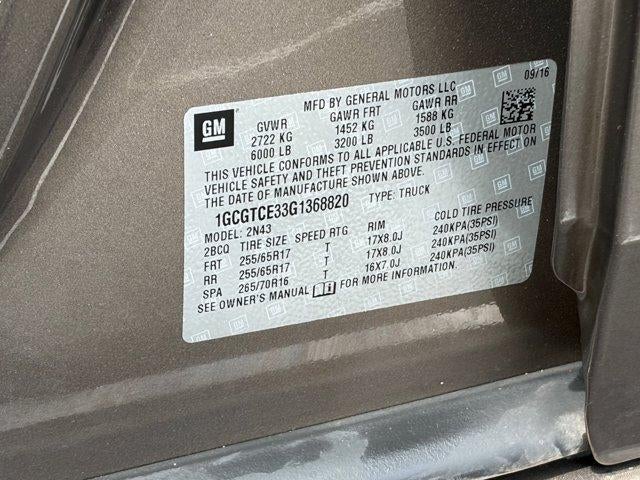 09/16
MFD BY GENERAL MOTORS LLC
GM
GVWR GAWR FRT GAWR RR
2722 KG 1452 KG 1588 KG
6000 LB 3200 LB 3500 LB
THIS VEHICLE CONFORMS TO ALL APPLICABLE U.S. FEDERAL MOTOR
VEHICLE SAFETY AND THEFT PREVENTION STANDARDS IN EFFECT ON
THE DATE OF MANUFACTURE SHOWN ABOVE.
1GCGTCE33G1368820 TYPE: TRUCK
MODEL: 2N43
2BCQ TIRE SIZE SPEED RTG RIM COLD TIRE PRESSURE
FRT 255/65R17 T 17X8.0J 240KPA(35PSI)
RR 255/65R17 T 17X8.0J 240KPA(35PSI)
SPA 265/70R16 T 16X7.0J 240KPA(35PSI)
SEE OWNER'S MANUAL FOR MORE INFORMATION.